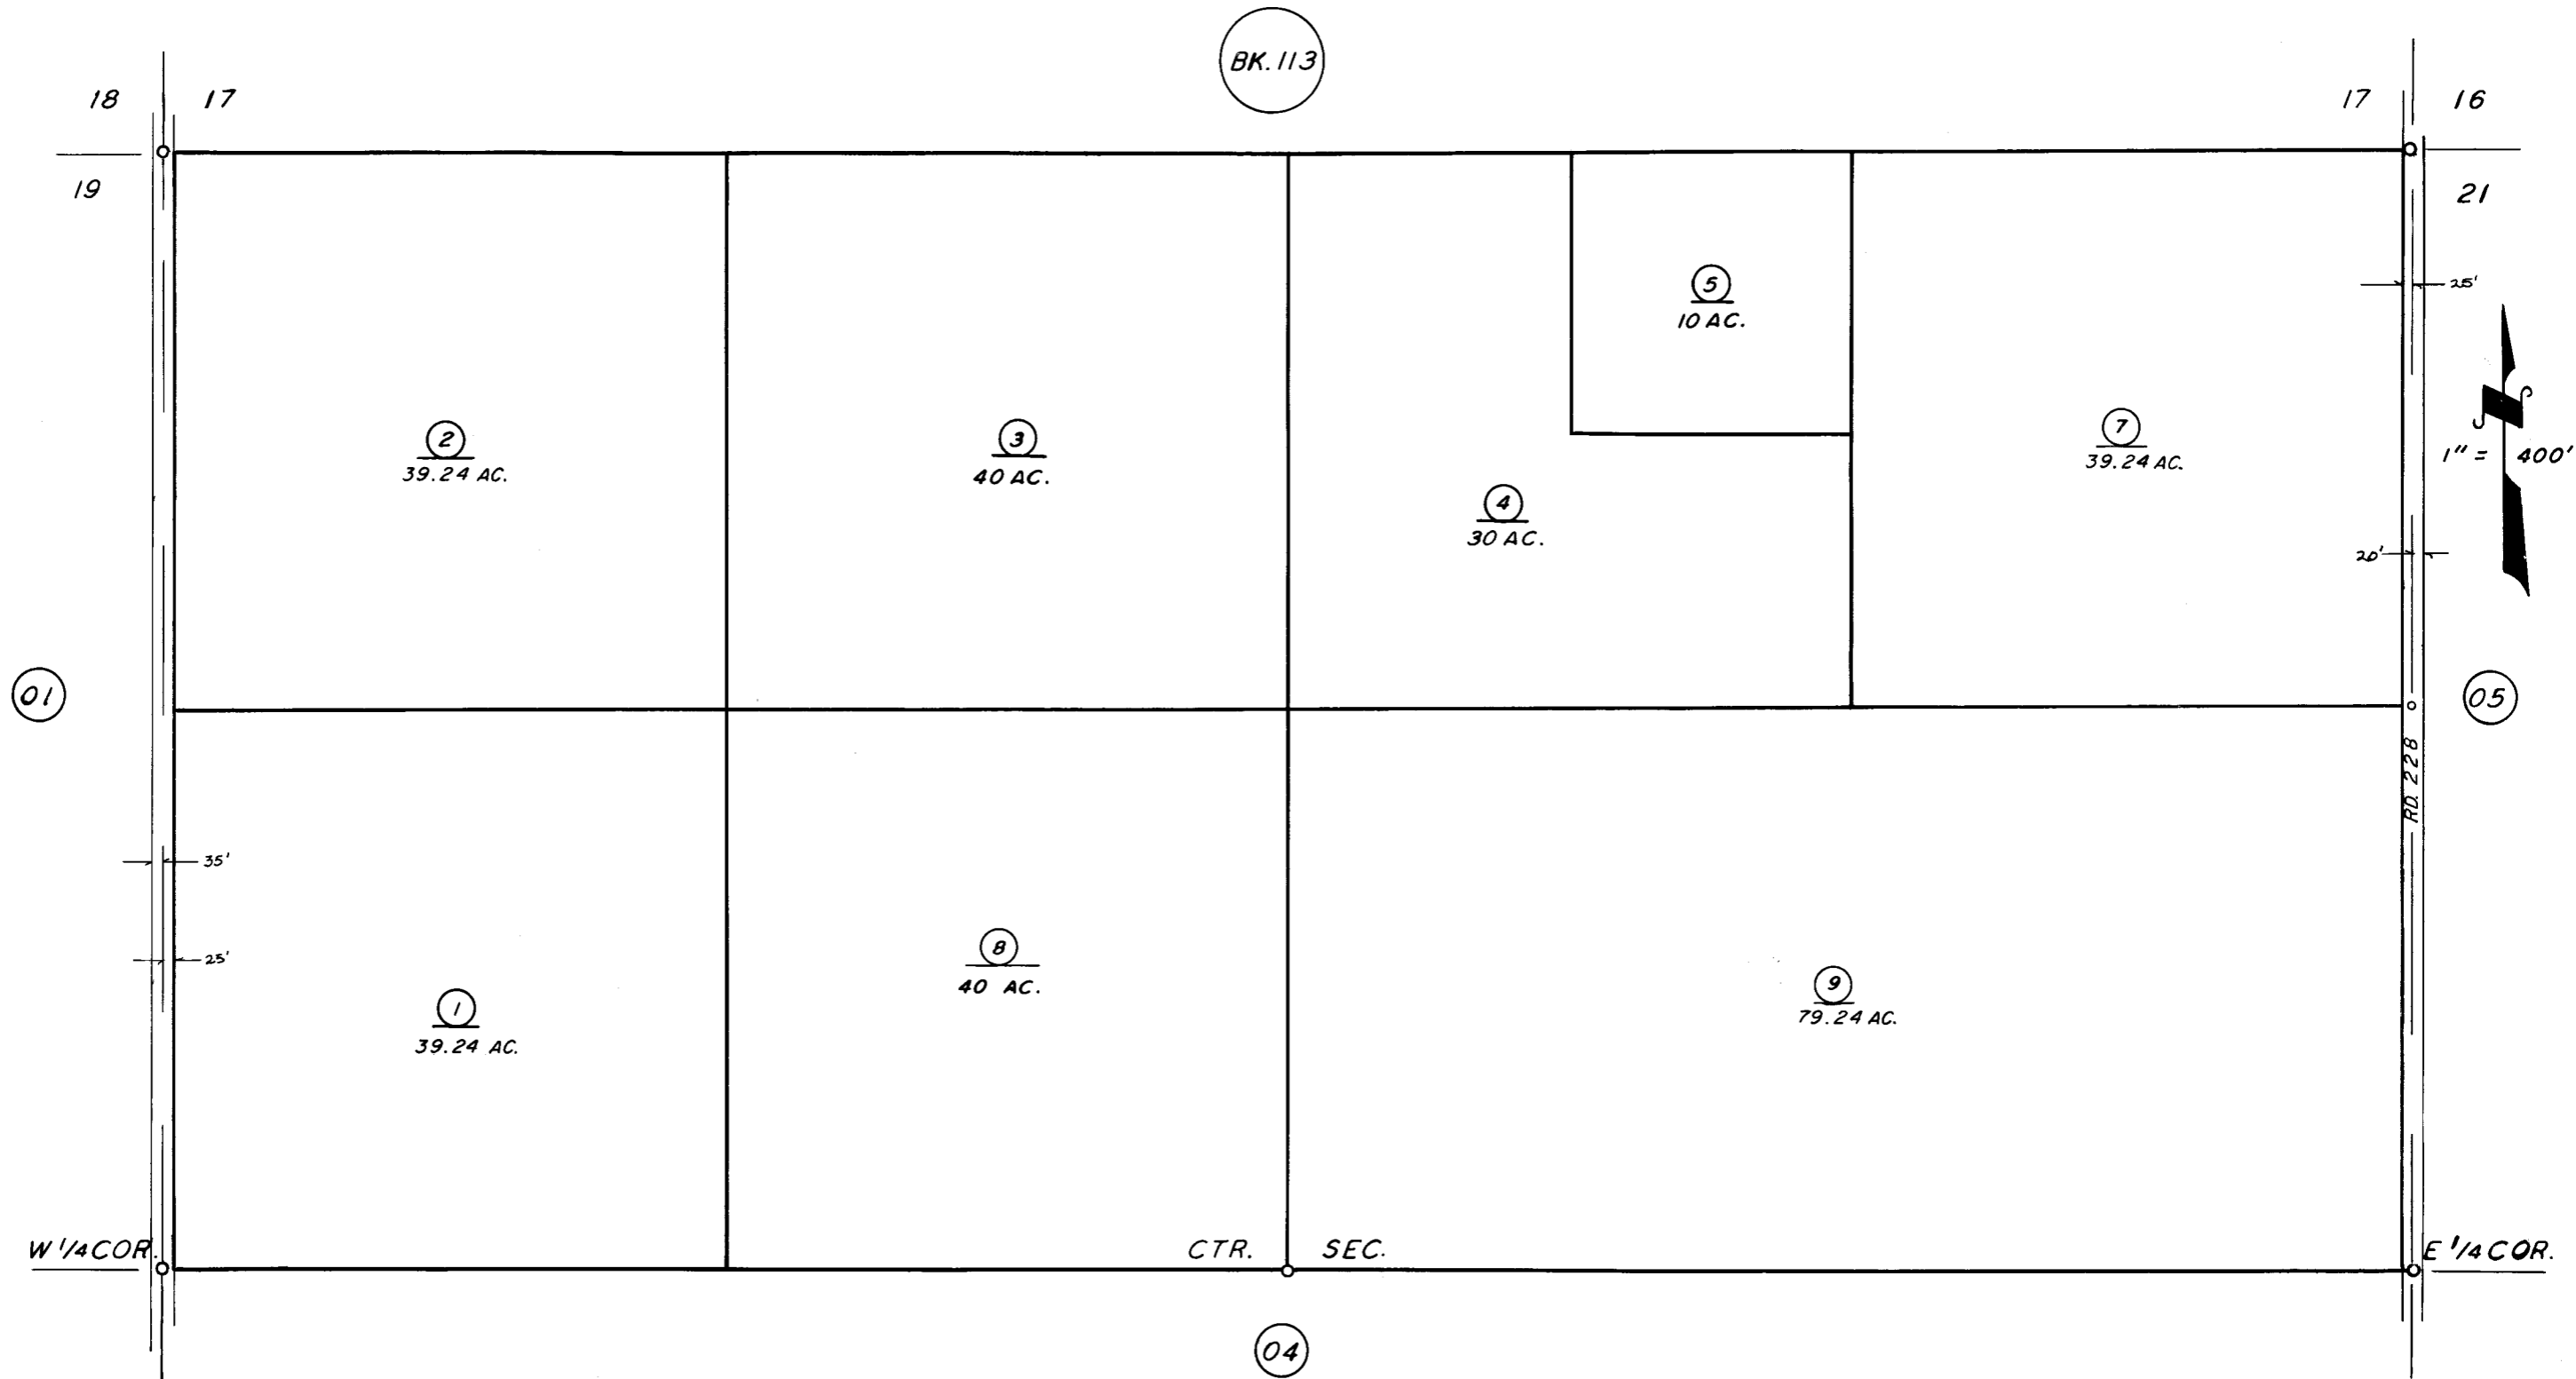 BK. 113
18 17
17 16
19
21
5
10 AC.
25'
2
39.24 AC.
3
40 AC.
4
30 AC.
7
39.24 AC.
1" = 400'
20'
01
05
RD. 228
35'
25'
8
40 AC.
9
79.24 AC.
1
39.24 AC.
W 1/4 COR.
CTR. SEC.
E 1/4 COR.
04